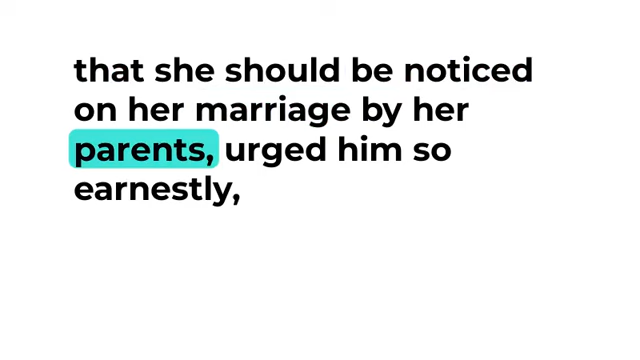 that she should be noticed
on her marriage by her
parents, urged him so
earnestly,